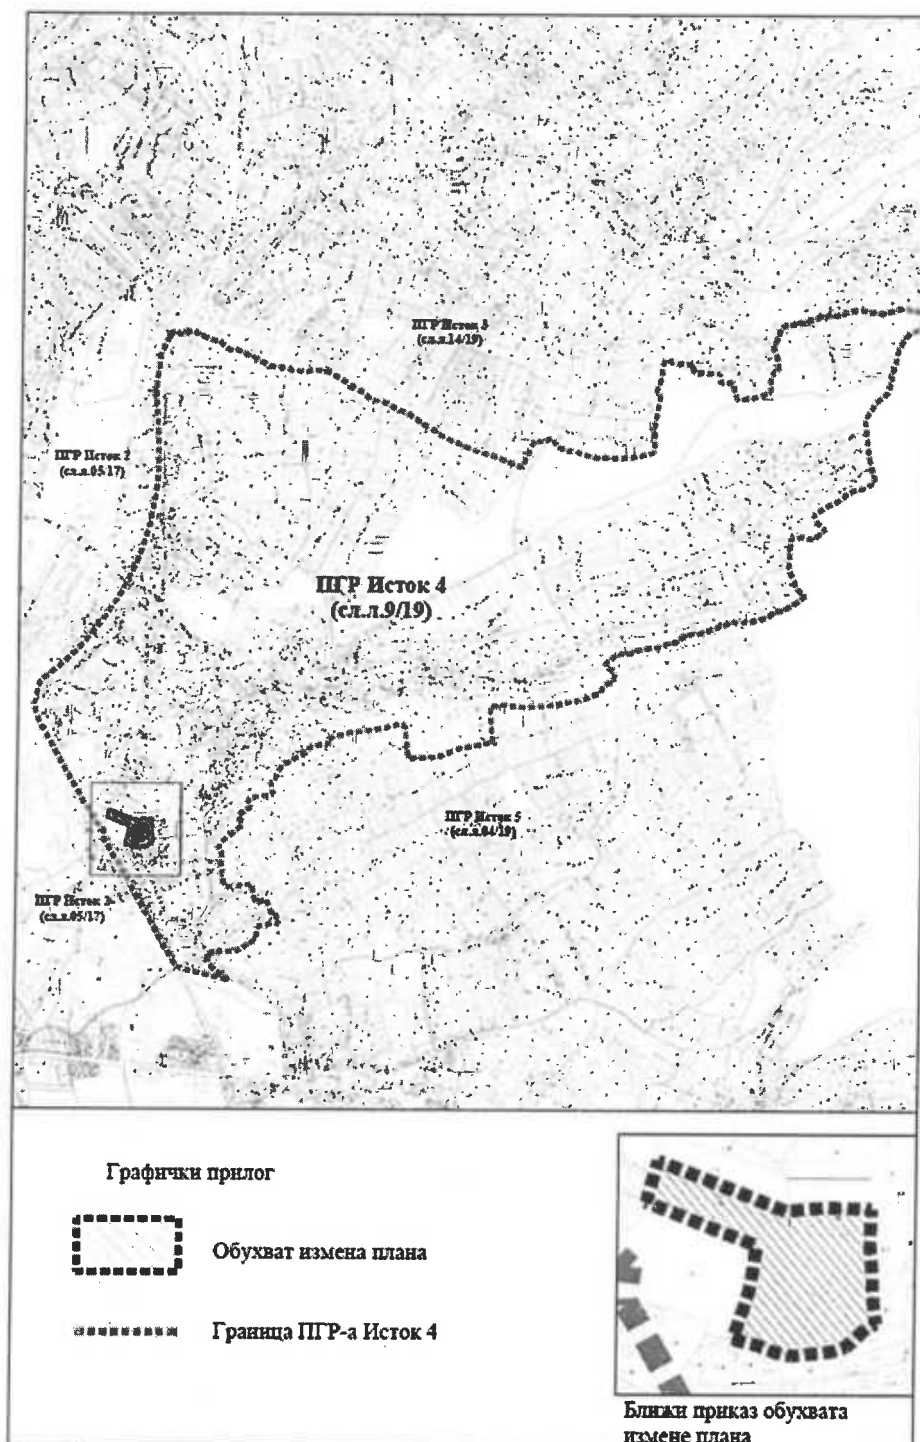 ПГР Исток 3
(сл.л.14/19)
ПГР Исток 2
(сл.л.05/17)
ПГР Исток 4
(сл.л.9/19)
ПГР Исток 5
(сл.л.04/19)
ПГР Исток 2
(сл.л.05/17)
Графички прилог
Обухват измена плана
Граница ПГР-а Исток 4
Ближи приказ обухвата
измене плана